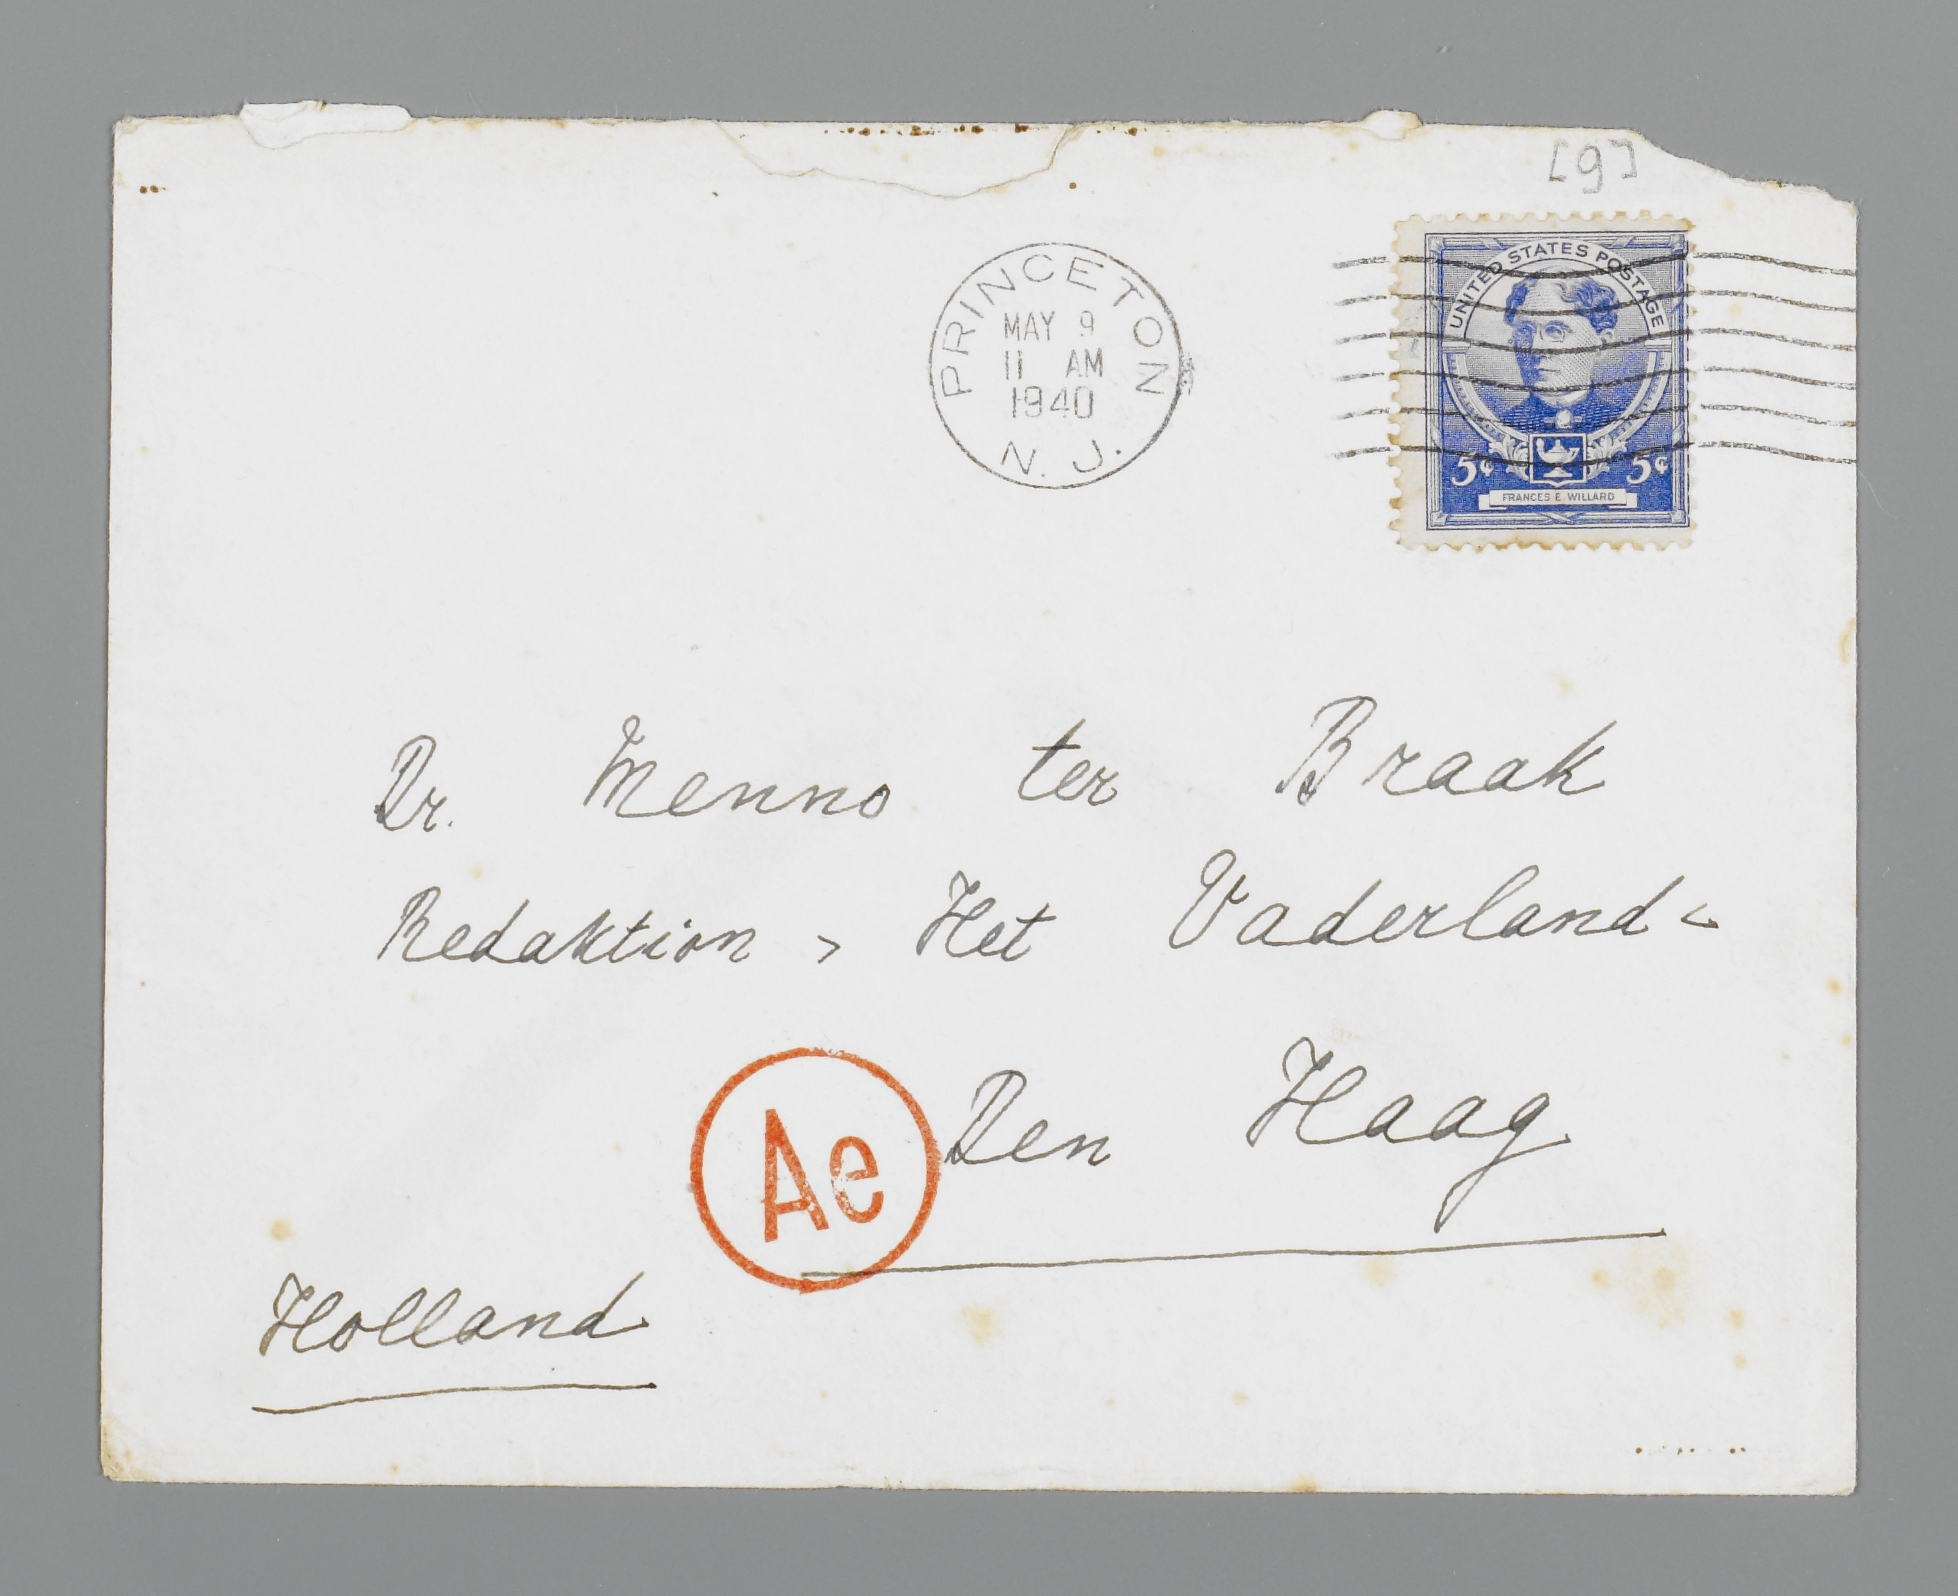 [9]
PRINCETON
MAY 9
11 AM
1940
N. J.
UNITED STATES POSTAGE
5¢ 5¢
FRANCES E. WILLARD
Dr. Menno ter Braak
Redaktion > Het Vaderland <
Ae
Den Haag
Holland